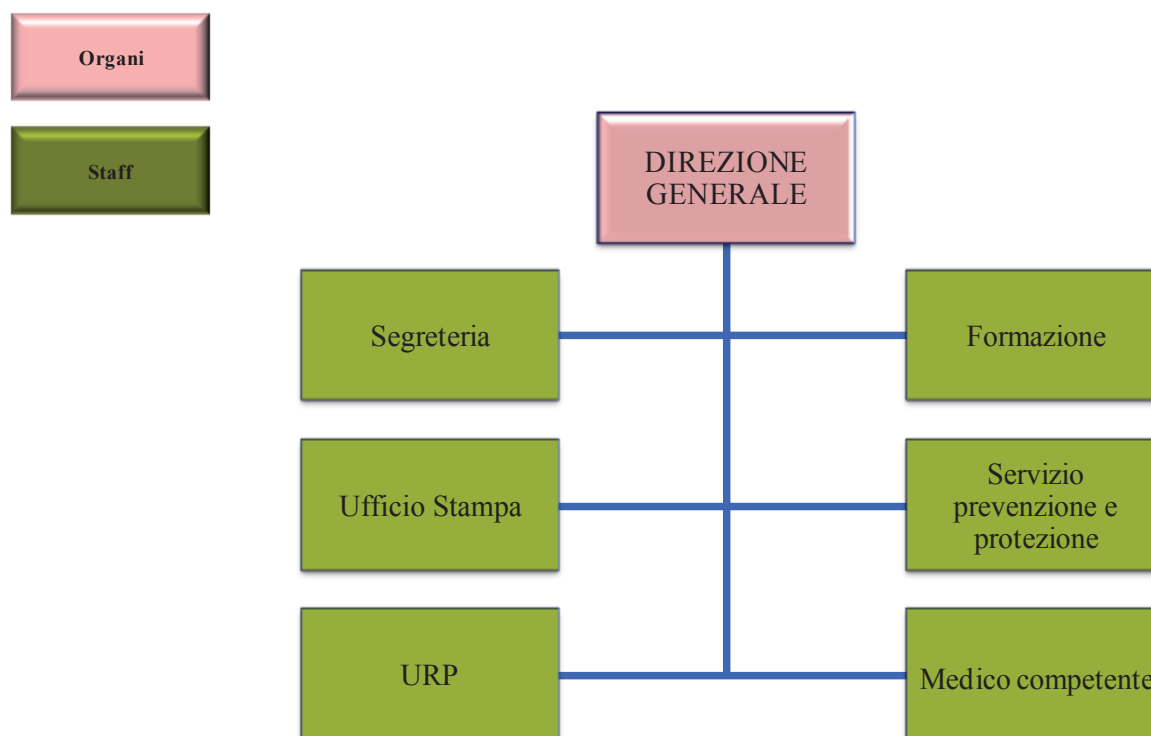 Organi
Staff
DIREZIONE
GENERALE
Segreteria
Formazione
Ufficio Stampa
Servizio
prevenzione e
protezione
URP
Medico competente